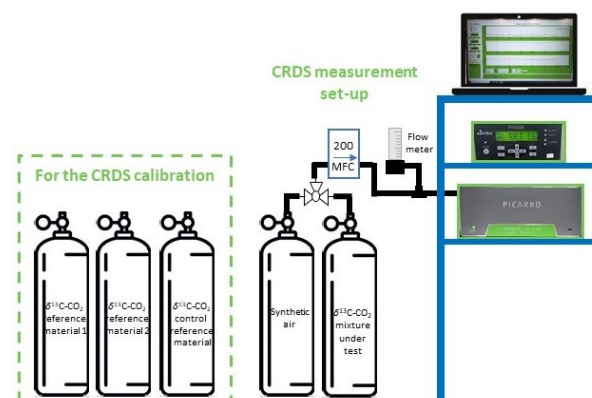 CRDS measurement
set-up
200
MFC
Flow
meter
For the CRDS calibration
PICARRO
δ¹³C-CO₂
reference
material 1
δ¹³C-CO₂
reference
material 2
δ¹³C-CO₂
control
reference
material
Synthetic
air
δ¹³C-CO₂
mixture
under
test